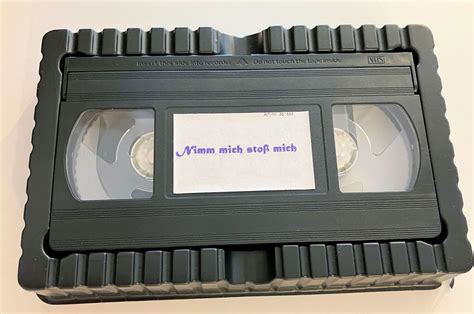 Insert this side into recorder △ Do not touch the tape inside VHS
Nimm mich stoß mich